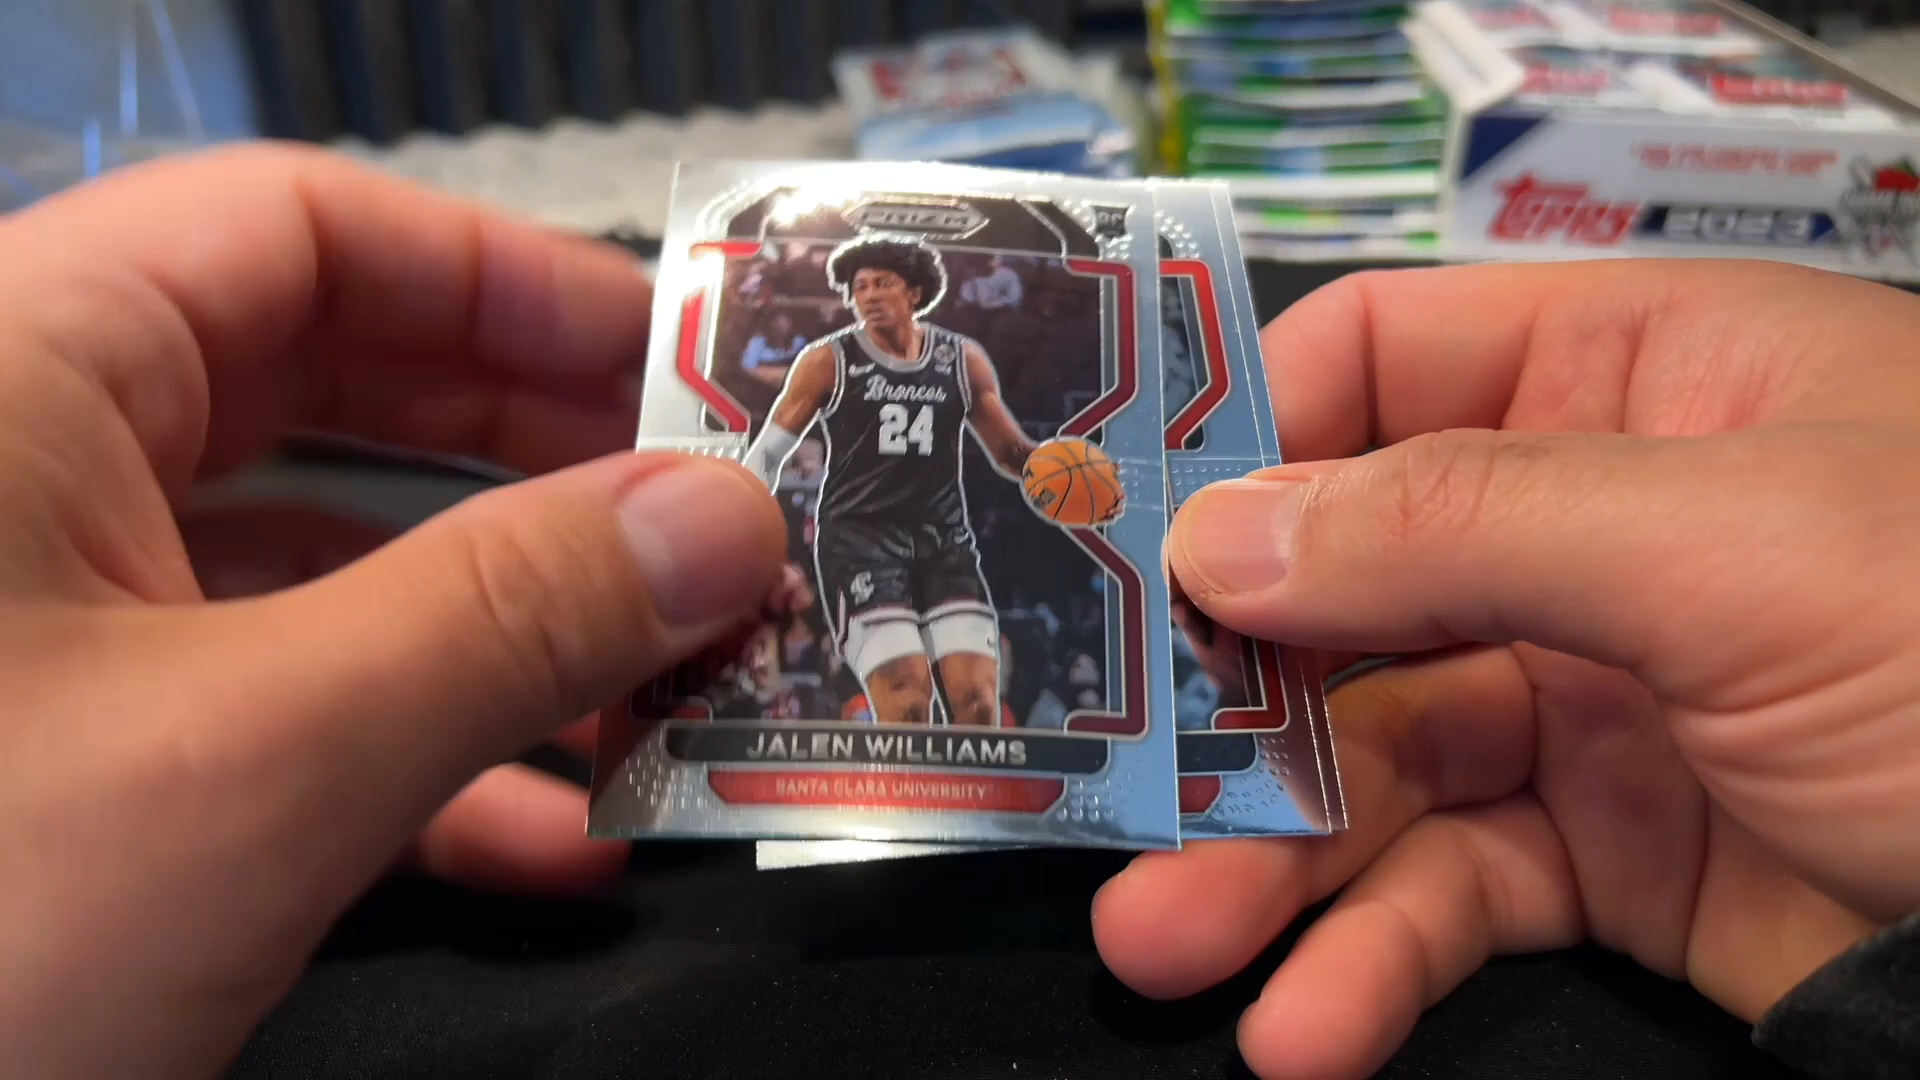 PRIZM
RC
Broncos
24
JALEN WILLIAMS
SANTA CLARA UNIVERSITY
TOPPS 2023